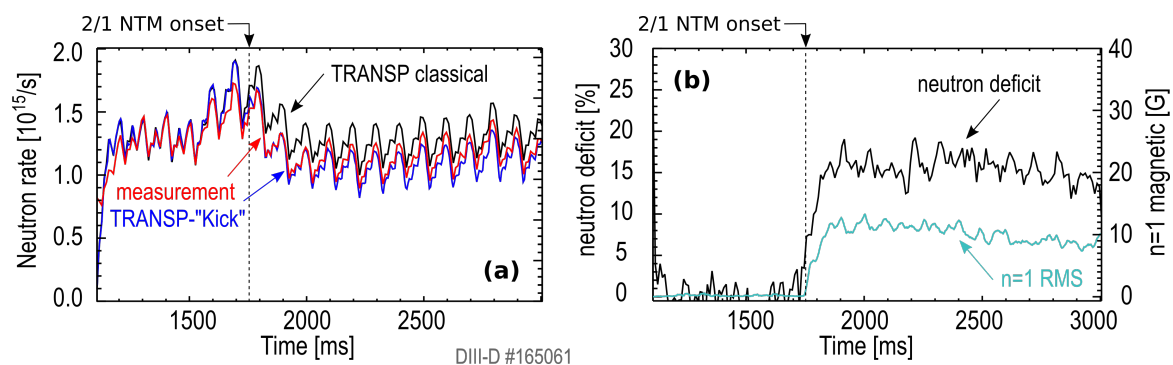 2/1 NTM onset
2.0
1.5
1.0
0.5
0.0
Neutron rate [10¹⁵/s]
TRANSP classical
measurement
TRANSP-"Kick"
(a)
1500
2000
2500
Time [ms]
DIII-D #165061
2/1 NTM onset
30
25
20
15
10
5
0
neutron deficit [%]
(b)
neutron deficit
n=1 RMS
40
30
20
10
0
n=1 magnetic [G]
1500
2000
2500
3000
Time [ms]